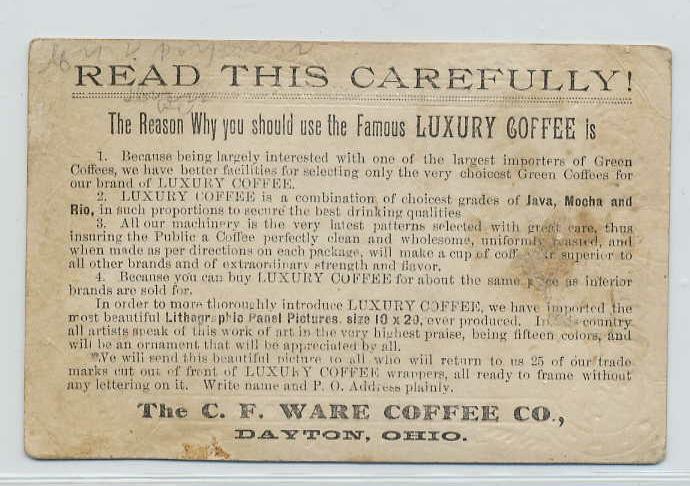 READ THIS CAREFULLY!
The Reason Why you should use the Famous LUXURY COFFEE is
1. Because being largely interested with one of the largest importers of Green
Coffees, we have better facilities for selecting only the very choicest Green Coffees for
our brand of LUXURY COFFEE.
2. LUXURY COFFEE is a combination of choicest grades of Java, Mocha and
Rio, in such proportions to secure the best drinking qualities
3. All our machinery is the very latest patterns selected with great care, thus
insuring the Public a Coffee perfectly clean and wholesome, uniformly roasted, and
when made as per directions on each package, will make a cup of coffee superior to
all other brands and of extraordinary strength and flavor.
4. Because you can buy LUXURY COFFEE for about the same price as inferior
brands are sold for.
In order to more thoroughly introduce LUXURY COFFEE, we have imported the
most beautiful Lithographic Panel Pictures, size 10 x 20, ever produced. In country
all artists speak of this work of art in the very highest praise, being fifteen colors, and
will be an ornament that will be appreciated by all.
We will send this beautiful picture to all who will return to us 25 of our trade
marks cut out of front of LUXURY COFFEE wrappers, all ready to frame without
any lettering on it. Write name and P. O. Address plainly.
The C. F. WARE COFFEE CO.,
DAYTON, OHIO.